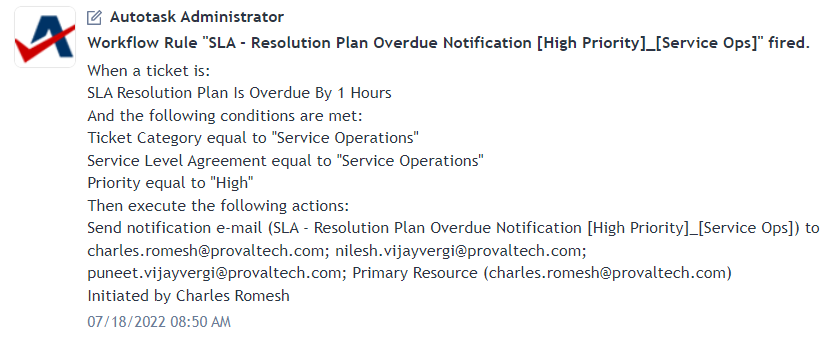 Autotask Administrator
Workflow Rule "SLA - Resolution Plan Overdue Notification [High Priority]_[Service Ops]" fired.
When a ticket is:
SLA Resolution Plan Is Overdue By 1 Hours
And the following conditions are met:
Ticket Category equal to "Service Operations"
Service Level Agreement equal to "Service Operations"
Priority equal to "High"
Then execute the following actions:
Send notification e-mail (SLA - Resolution Plan Overdue Notification [High Priority]_[Service Ops]) to
charles.romesh@provaltech.com; nilesh.vijayvergi@provaltech.com;
puneet.vijayvergi@provaltech.com; Primary Resource (charles.romesh@provaltech.com)
Initiated by Charles Romesh
07/18/2022 08:50 AM